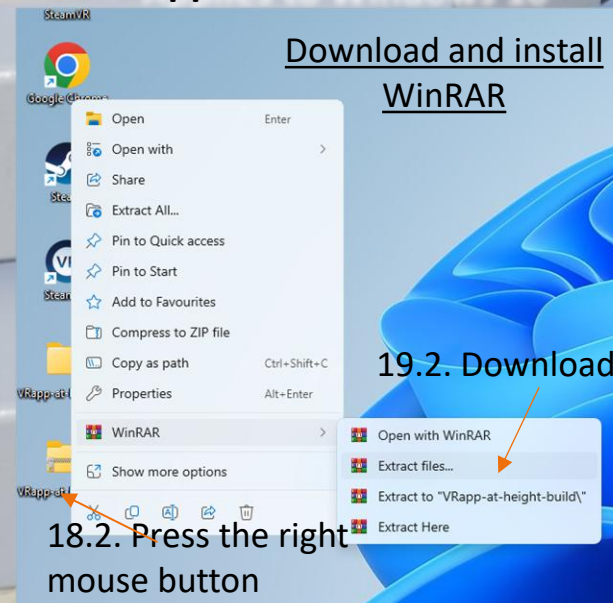 SteamVR
Download and install
WinRAR
Google Chrome
Open Enter
Open with
Share
Extract All...
Pin to Quick access
Pin to Start
Add to Favourites
Compress to ZIP file
Copy as path Ctrl+Shift+C
19.2. Download
Properties Alt+Enter
WinRAR
Open with WinRAR
Show more options
Extract files...
Extract to "VRapp-at-height-build\"
Extract Here
18.2. Press the right
mouse button